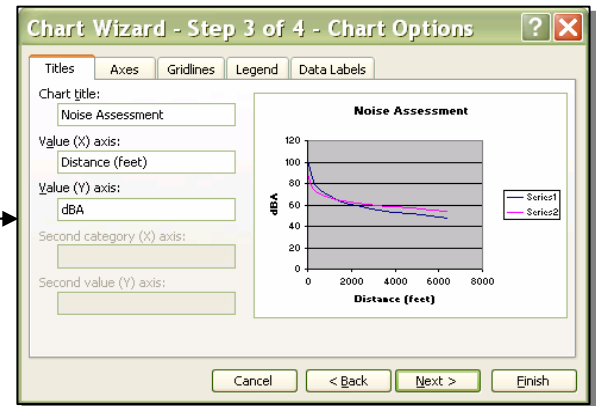 Chart Wizard - Step 3 of 4 - Chart Options
Titles Axes Gridlines Legend Data Labels
Chart title:
Noise Assessment
Value (X) axis:
Distance (feet)
Value (Y) axis:
dBA
Second category (X) axis:
Second value (Y) axis:
Noise Assessment
120
100
80
60
40
20
0
dBA
0 2000 4000 6000 8000
Distance (feet)
Series1
Series2
Cancel < Back Next > Finish